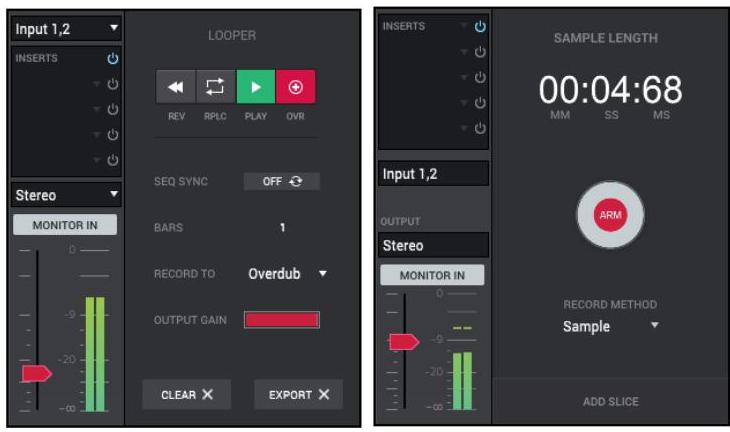 Input 1,2
INSERTS
Stereo
MONITOR IN
0
-9
-20
-∞
LOOPER
REV RPLC PLAY OVR
SEQ SYNC OFF
BARS 1
RECORD TO Overdub
OUTPUT GAIN
CLEAR X EXPORT X
INSERTS
Input 1,2
OUTPUT
Stereo
MONITOR IN
0
-9
-20
-∞
SAMPLE LENGTH
00:04:68
MM SS MS
ARM
RECORD METHOD
Sample
ADD SLICE